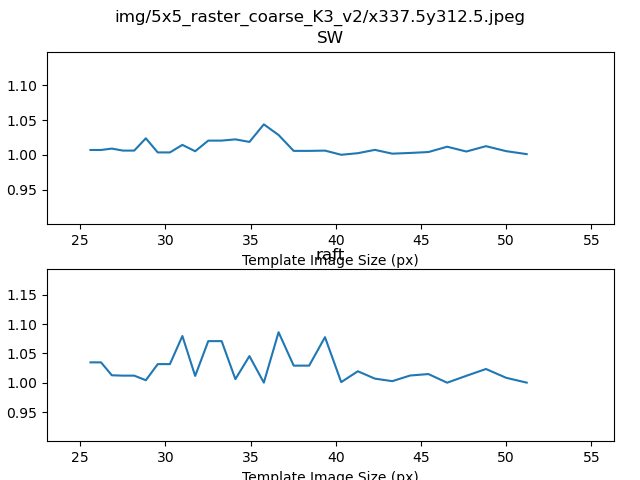 img/5x5_raster_coarse_K3_v2/x337.5y312.5.jpeg
SW
1.10
1.05
1.00
0.95
25 30 35 40 45 50 55
Template Image Size (px)
raft
1.15
1.10
1.05
1.00
0.95
25 30 35 40 45 50 55
Template Image Size (px)